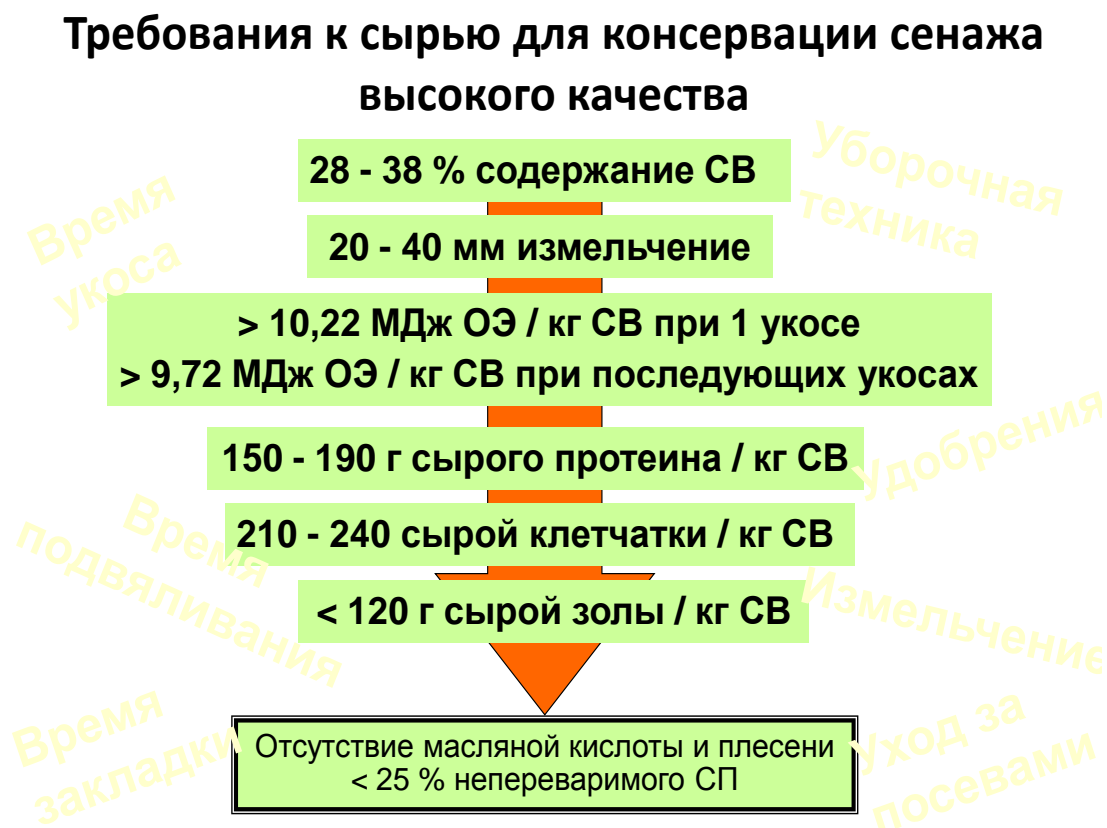 Требования к сырью для консервации сенажа
высокого качества
Уборочная
техника
28 - 38 % содержание СВ
Время
укоса
20 - 40 мм измельчение
> 10,22 МДж ОЭ / кг СВ при 1 укосе
> 9,72 МДж ОЭ / кг СВ при последующих укосах
Удобрения
150 - 190 г сырого протеина / кг СВ
Время
подвяливания
210 - 240 сырой клетчатки / кг СВ
Измельчение
< 120 г сырой золы / кг СВ
Время
закладки
Уход за
посевами
Отсутствие масляной кислоты и плесени
< 25 % непереваримого СП